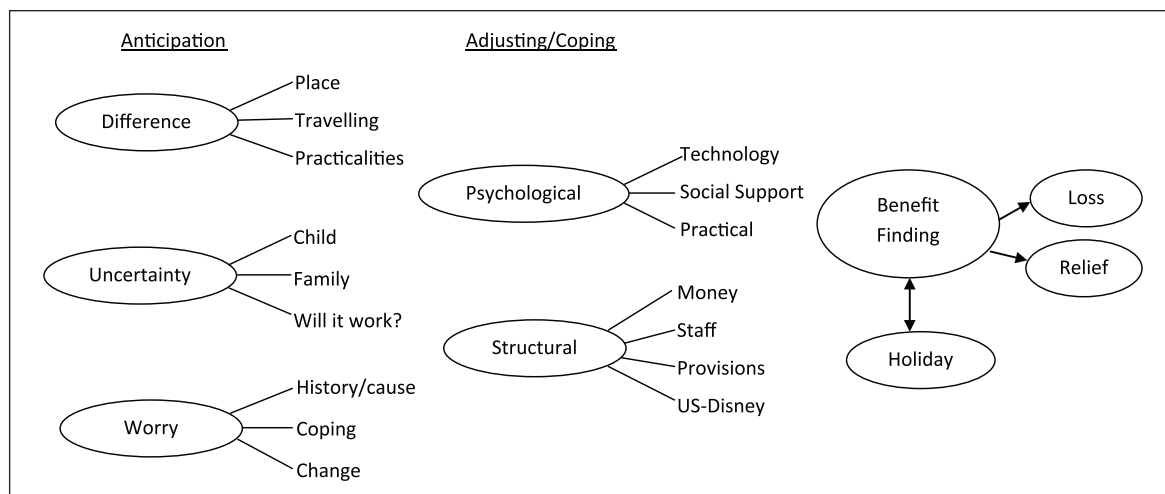 Anticipation
Difference
Place
Travelling
Practicalities
Uncertainty
Child
Family
Will it work?
Worry
History/cause
Coping
Change
Adjusting/Coping
Psychological
Technology
Social Support
Practical
Structural
Money
Staff
Provisions
US-Disney
Benefit
Finding
Loss
Relief
Holiday